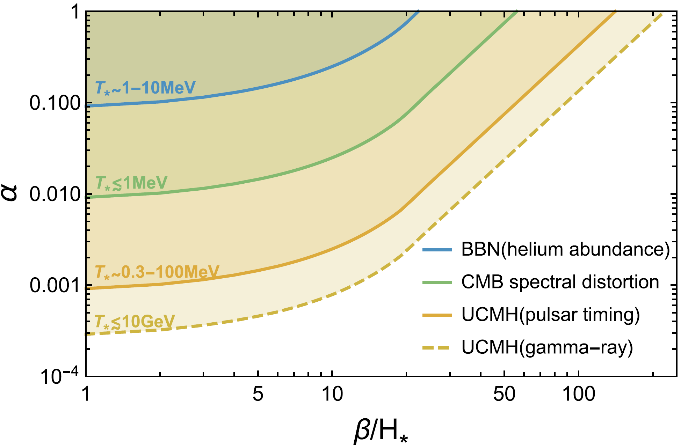 1
0.100
0.010
0.001
10⁻⁴
α
T*~1–10MeV
T*≲1MeV
T*~0.3–100MeV
T*≲10GeV
BBN(helium abundance)
CMB spectral distortion
UCMH(pulsar timing)
UCMH(gamma–ray)
1 5 10 50 100
β/H*